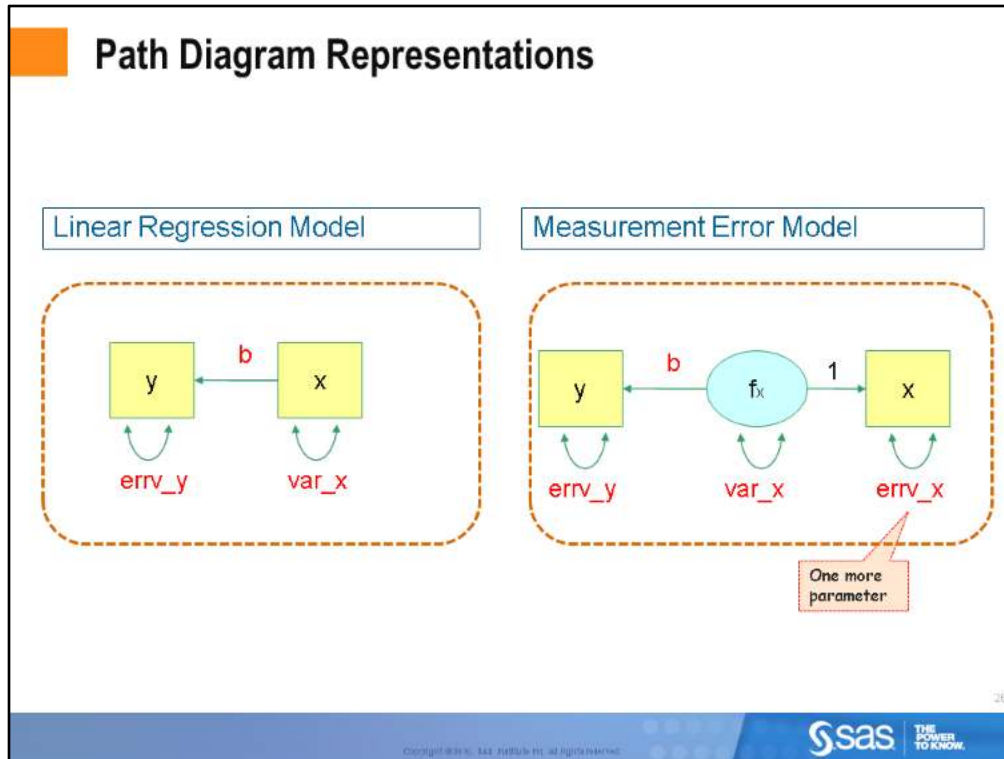 Path Diagram Representations
Linear Regression Model
Measurement Error Model
b
y
x
errv_y
var_x
b
1
y
fx
x
errv_y
var_x
errv_x
One more
parameter
sas
THE
POWER
TO KNOW.